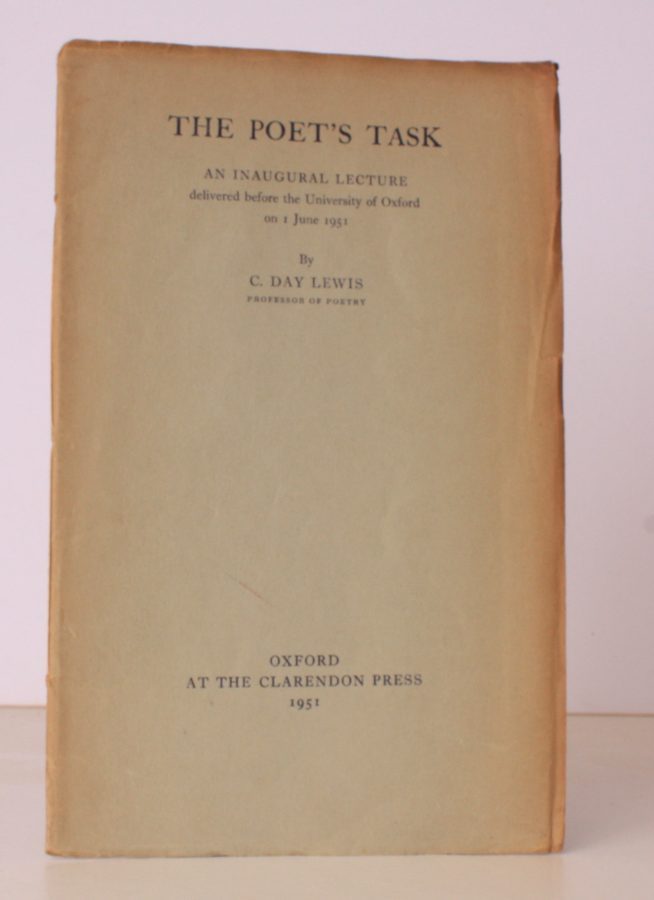 THE POET'S TASK
AN INAUGURAL LECTURE
delivered before the University of Oxford
on 1 June 1951
By
C. DAY LEWIS
PROFESSOR OF POETRY
OXFORD
AT THE CLARENDON PRESS
1951